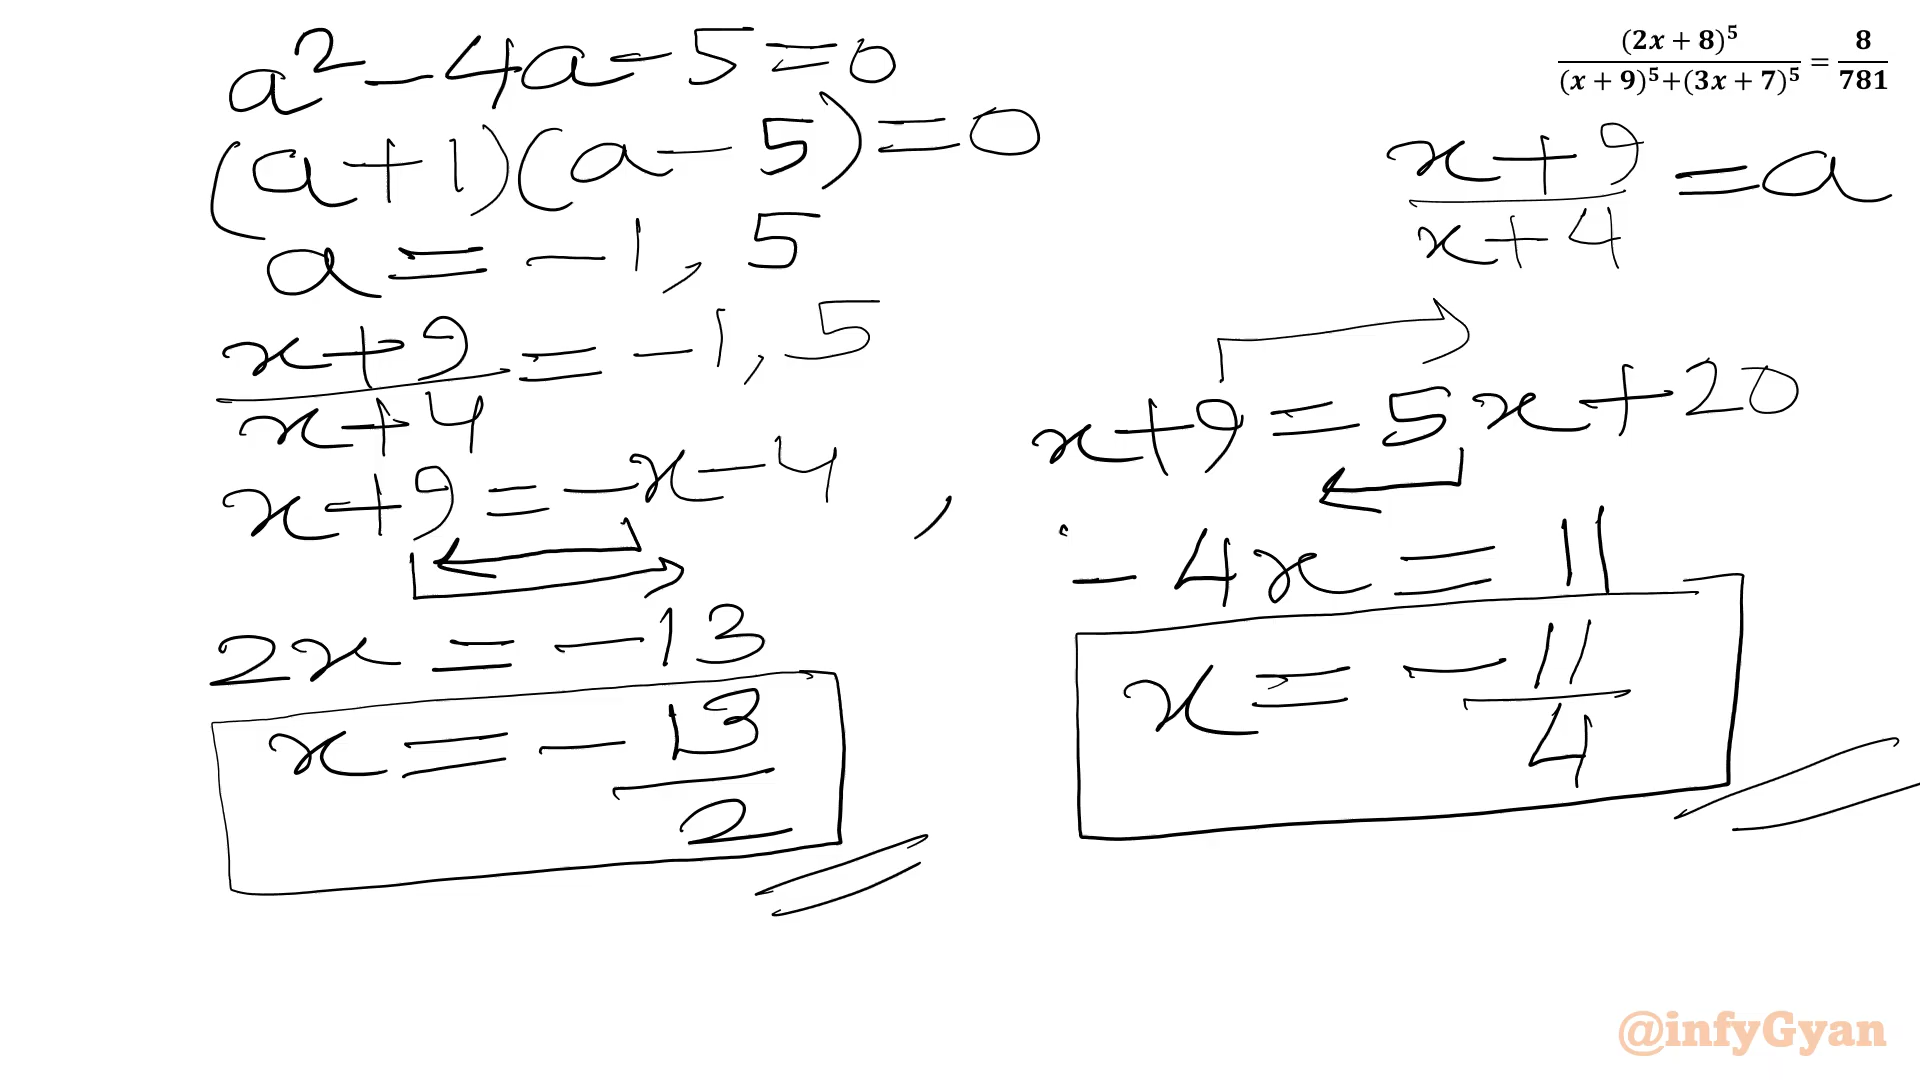 a² - 4a - 5 = 0
(a + 1)(a - 5) = 0
a = -1, 5
(x + 9)/(x + 4) = -1, 5
x + 9 = -x - 4 ,
2x = -13
x = -13/2
(2x + 8)⁵/((x + 9)⁵+(3x + 7)⁵) = 8/781
(x + 9)/(x + 4) = a
x + 9 = 5x + 20
- 4x = 11
x = -11/4
@infyGyan